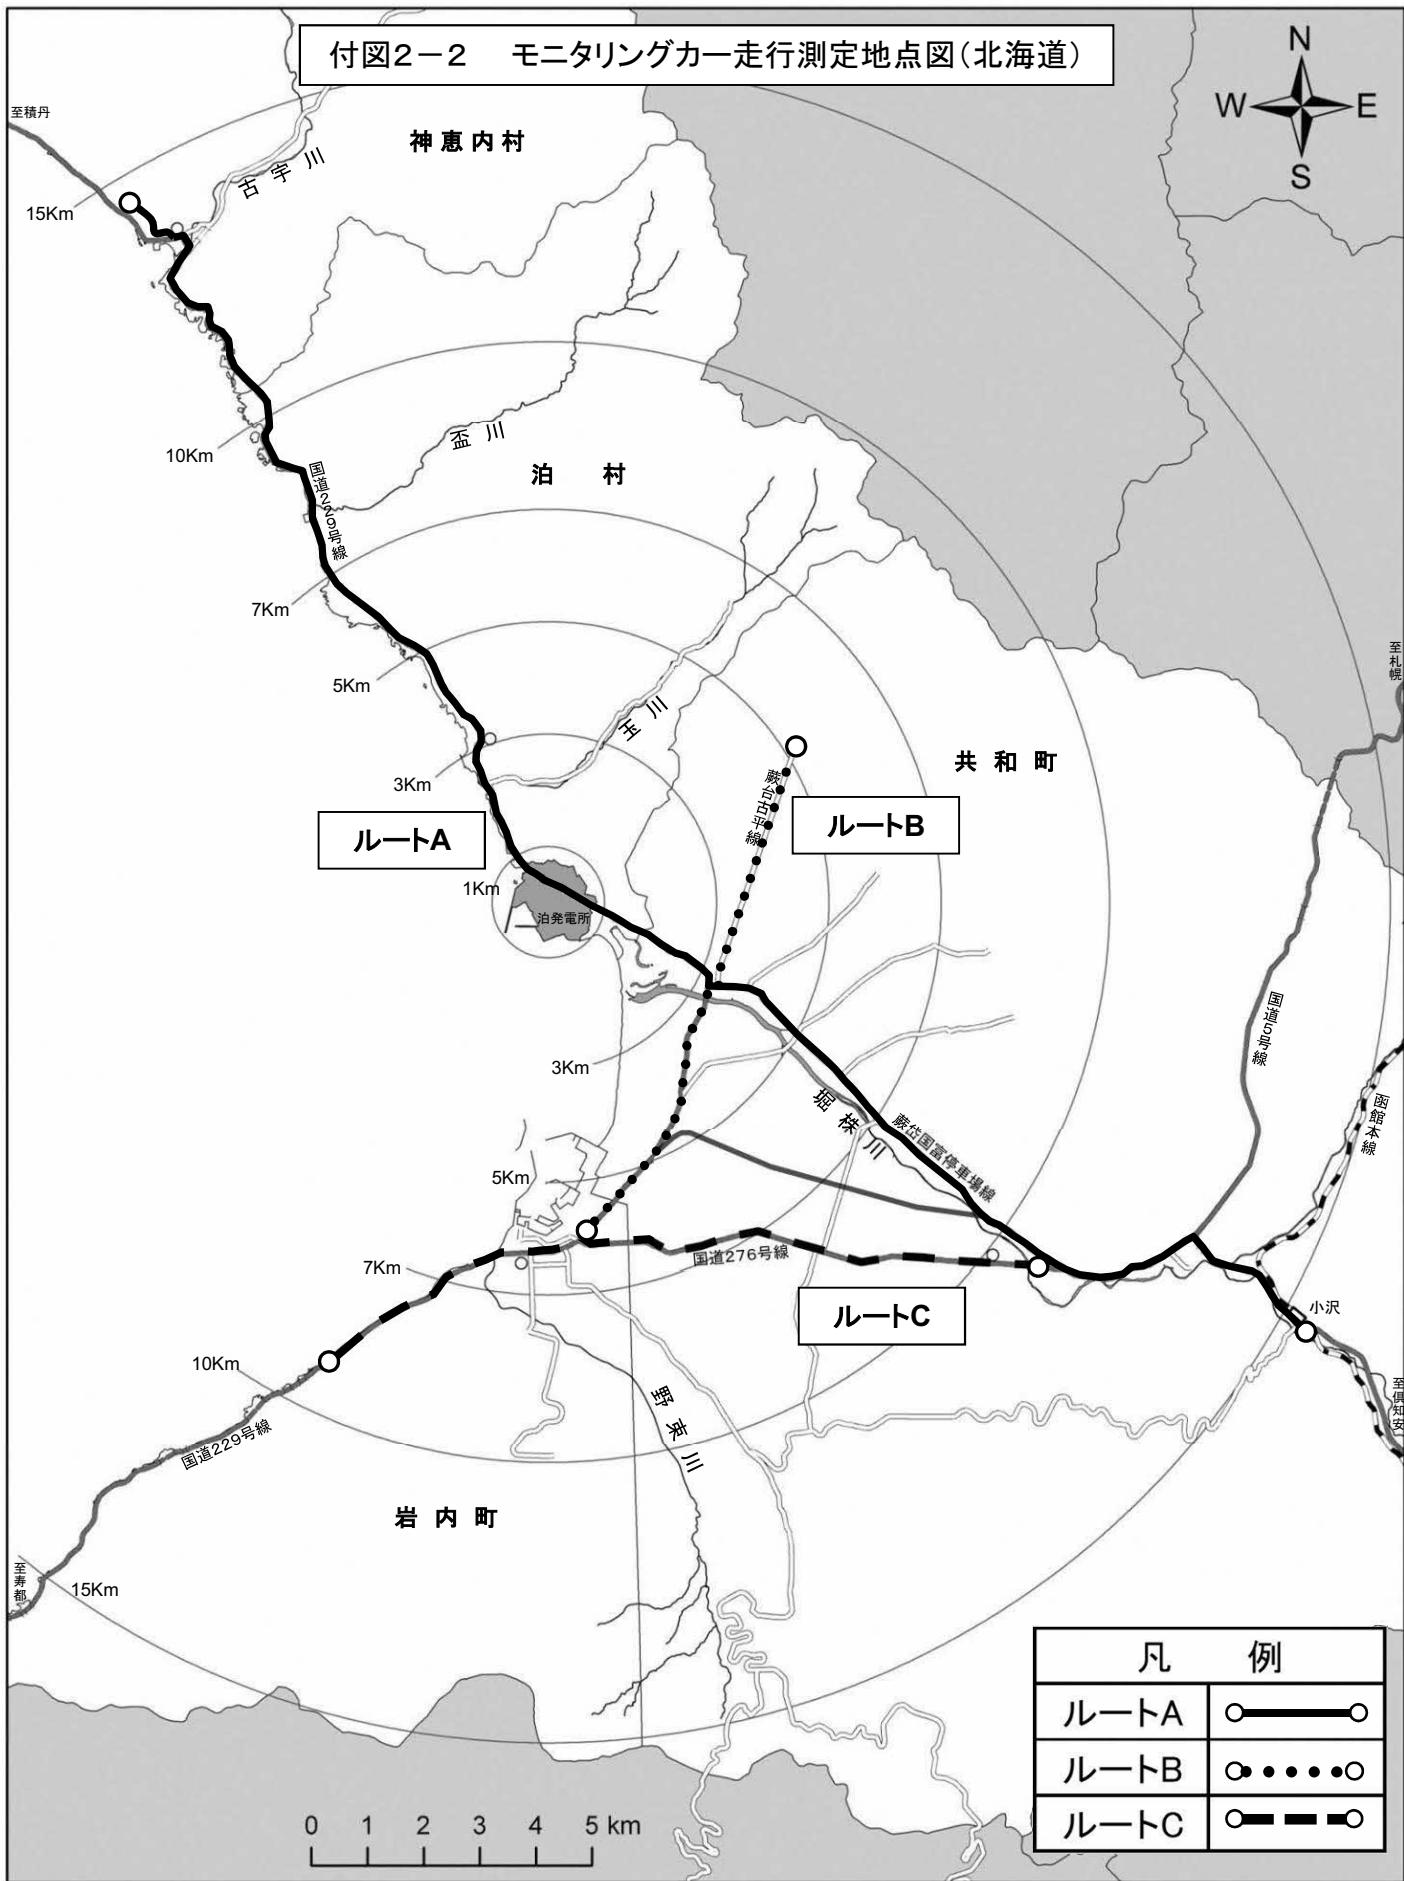 付図2-2　モニタリングカー走行測定地点図(北海道)
N
W E
S
至積丹
神恵内村
古宇川
15Km
10Km
盃川
泊　村
国道229号線
7Km
5Km
玉川
3Km
至札幌
共和町
蕨台古平線
ルートA
ルートB
1Km
泊発電所
国道5号線
3Km
函館本線
堀株川
蕨岱国富停車場線
5Km
国道276号線
7Km
ルートC
小沢
10Km
至倶知安
野束川
国道229号線
岩内町
至寿都
15Km
凡　例
ルートA
ルートB
ルートC
0 1 2 3 4 5 km